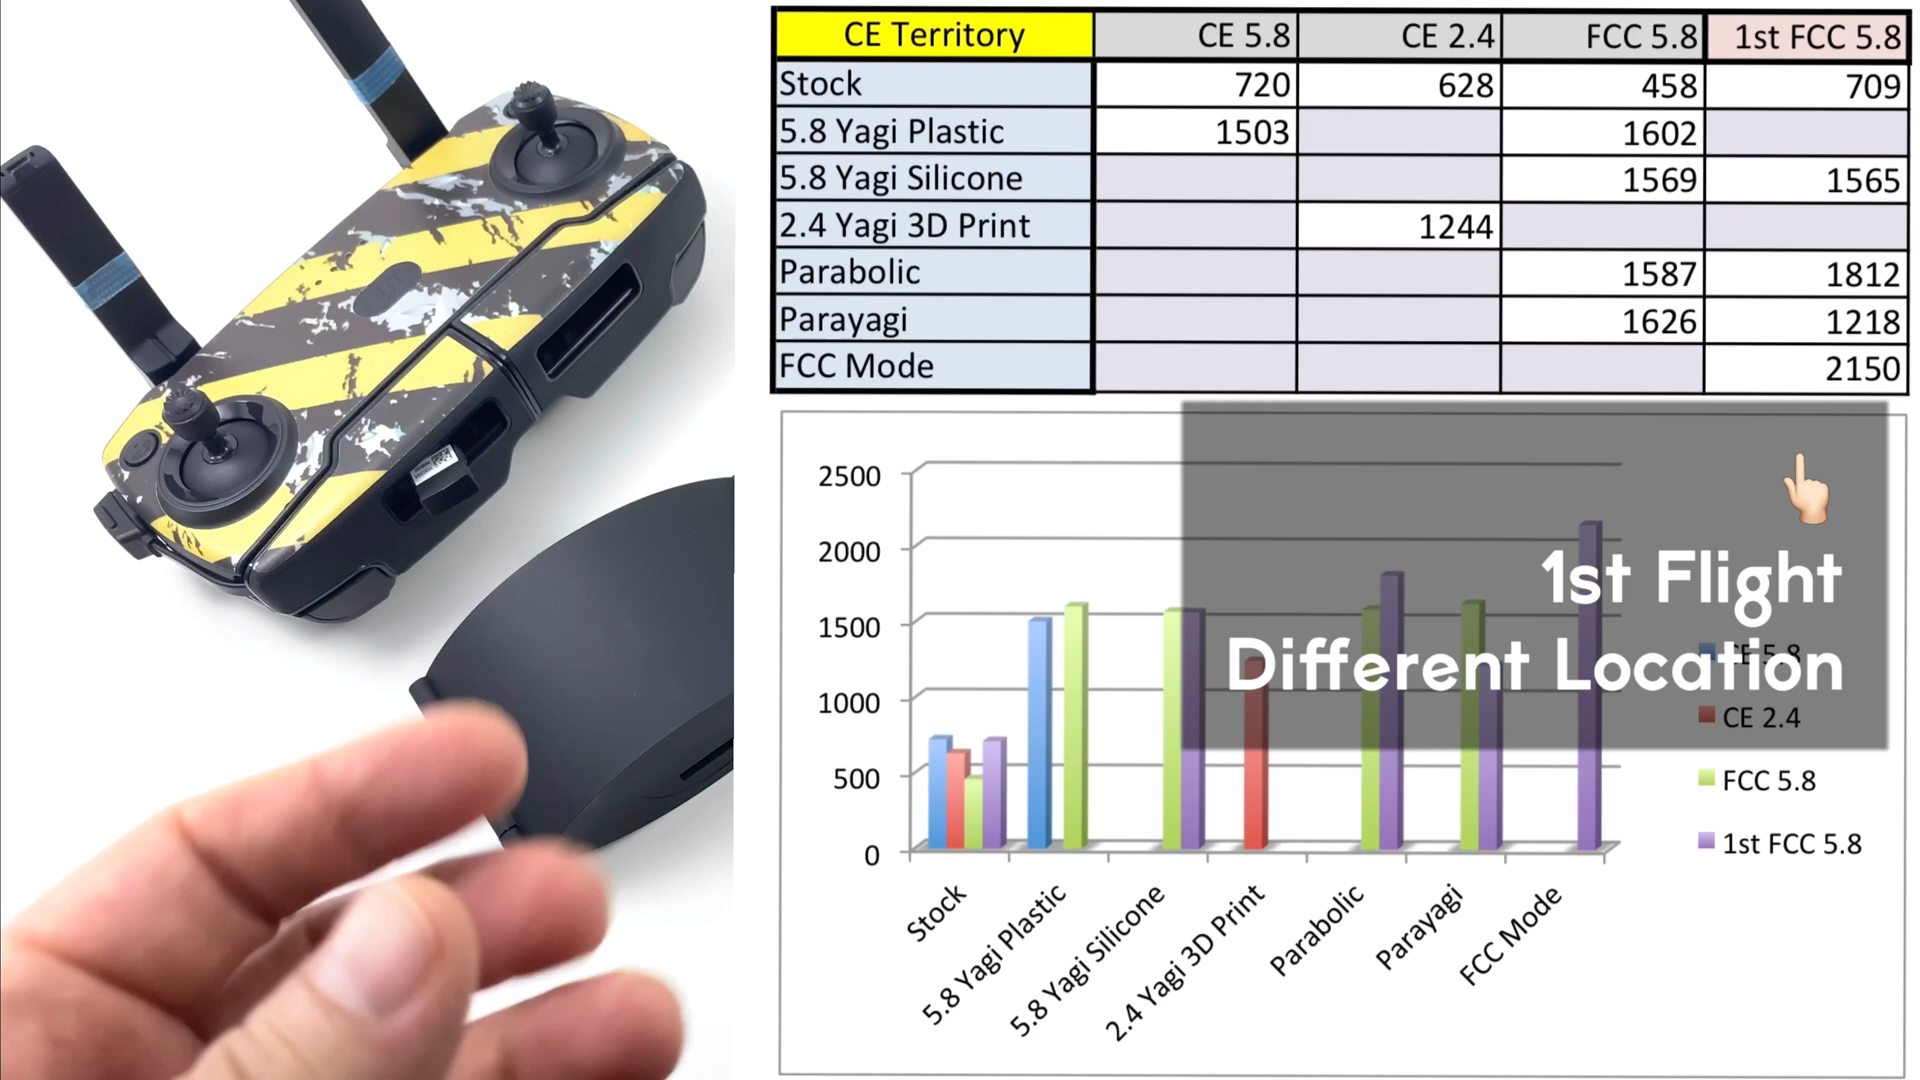 CE Territory CE 5.8 CE 2.4 FCC 5.8 1st FCC 5.8
Stock 720 628 458 709
5.8 Yagi Plastic 1503 1602
5.8 Yagi Silicone 1569 1565
2.4 Yagi 3D Print 1244
Parabolic 1587 1812
Parayagi 1626 1218
FCC Mode 2150
2500
2000
1500
1000
500
0
1st Flight
Different Location
CE 5.8
CE 2.4
FCC 5.8
1st FCC 5.8
Stock
5.8 Yagi Plastic
5.8 Yagi Silicone
2.4 Yagi 3D Print
Parabolic
Parayagi
FCC Mode